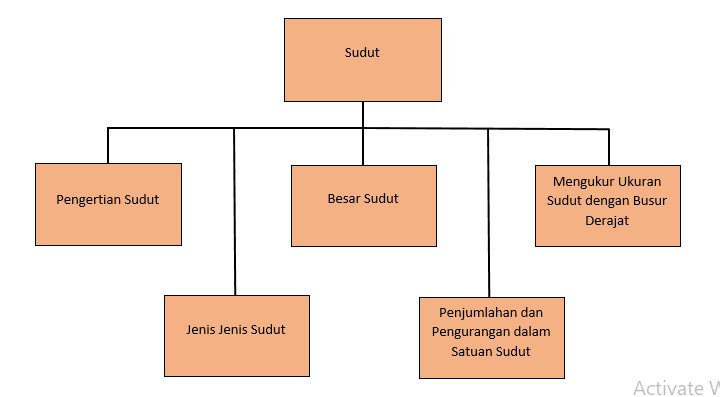 Sudut
Pengertian Sudut
Besar Sudut
Mengukur Ukuran
Sudut dengan Busur
Derajat
Jenis Jenis Sudut
Penjumlahan dan
Pengurangan dalam
Satuan Sudut
Activate